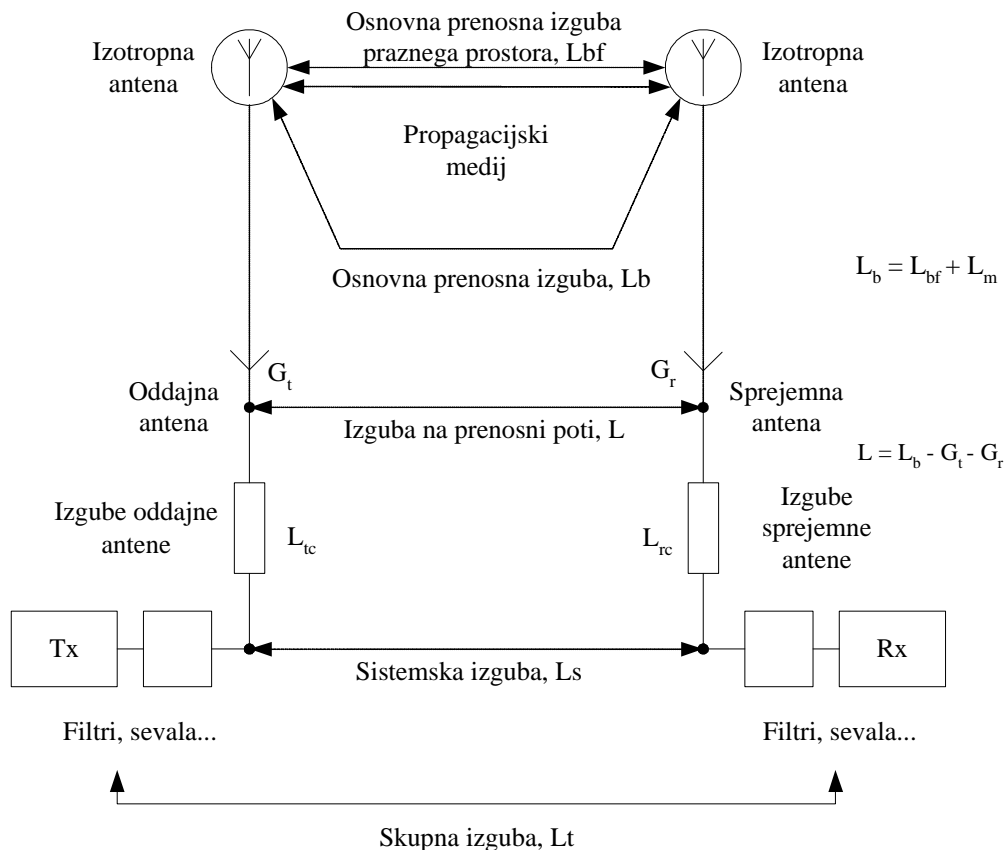 Osnovna prenosna izguba
praznega prostora, Lbf
Izotropna
antena
Izotropna
antena
Propagacijski
medij
Osnovna prenosna izguba, Lb
L_b = L_bf + L_m
G_t
G_r
Oddajna
antena
Sprejemna
antena
Izguba na prenosni poti, L
L = L_b - G_t - G_r
Izgube oddajne
antene
L_tc
L_rc
Izgube
sprejemne
antene
Tx
Rx
Sistemska izguba, Ls
Filtri, sevala...
Filtri, sevala...
Skupna izguba, Lt